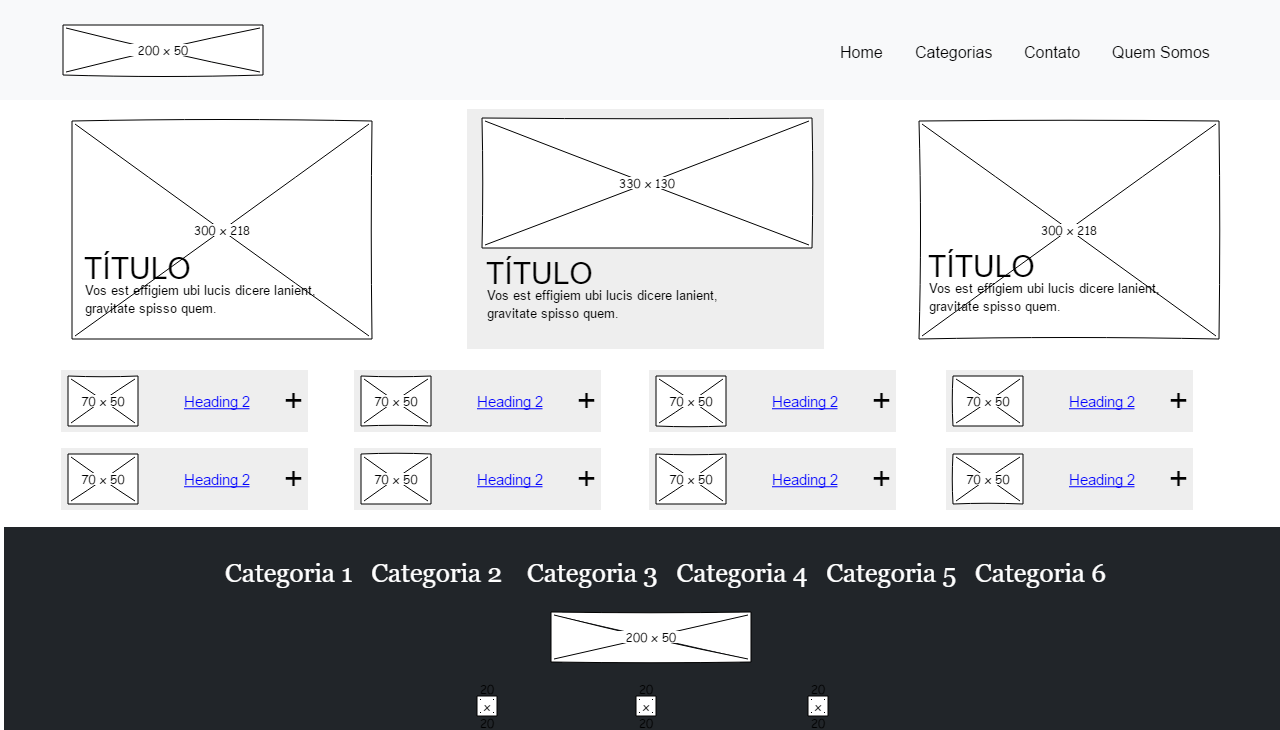 200 x 50
Home Categorias Contato Quem Somos
300 x 218
TÍTULO
Vos est effigiem ubi lucis dicere lanient,
gravitate spisso quem.
330 x 130
TÍTULO
Vos est effigiem ubi lucis dicere lanient,
gravitate spisso quem.
300 x 218
TÍTULO
Vos est effigiem ubi lucis dicere lanient,
gravitate spisso quem.
70 x 50 Heading 2 +
70 x 50 Heading 2 +
70 x 50 Heading 2 +
70 x 50 Heading 2 +
70 x 50 Heading 2 +
70 x 50 Heading 2 +
70 x 50 Heading 2 +
70 x 50 Heading 2 +
Categoria 1 Categoria 2 Categoria 3 Categoria 4 Categoria 5 Categoria 6
200 x 50
20
x
20
20
x
20
20
x
20